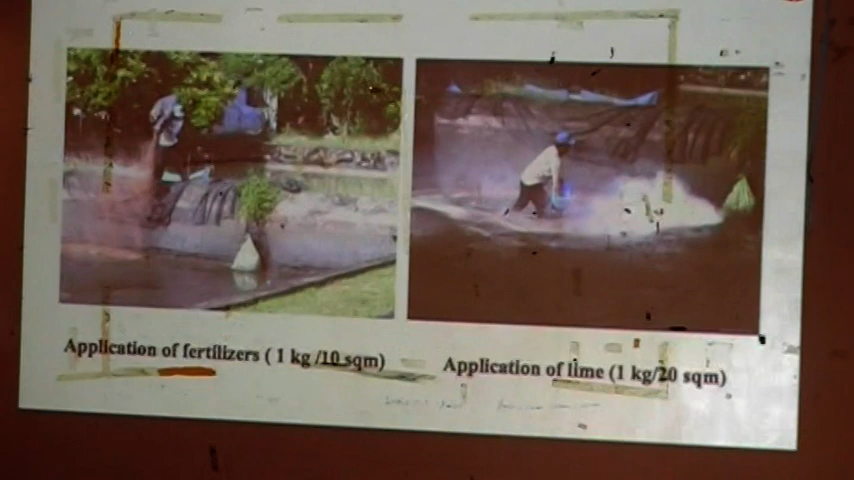 Application of fertilizers ( 1 kg /10 sqm)
Application of lime (1 kg/20 sqm)